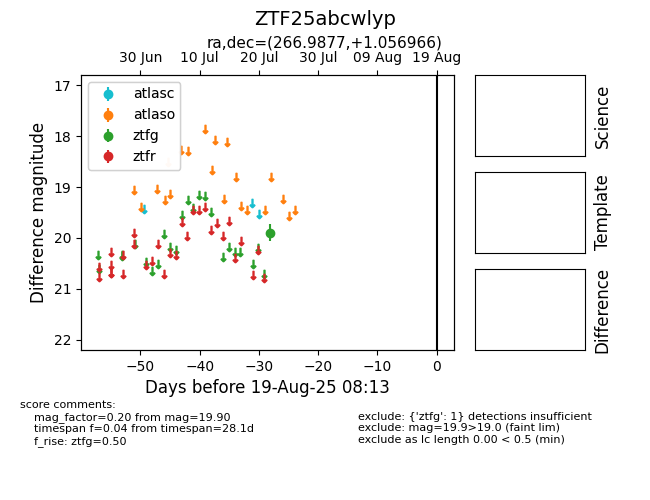 ZTF25abcwlyp
ra,dec=(266.9877,+1.056966)
30 Jun 10 Jul 20 Jul 30 Jul 09 Aug 19 Aug
17
18
19
20
21
22
Difference magnitude
atlasc
atlaso
ztfg
ztfr
−50 −40 −30 −20 −10 0
Days before 19-Aug-25 08:13
Science
Template
Difference
score comments:
mag_factor=0.20 from mag=19.90
timespan f=0.04 from timespan=28.1d
f_rise: ztfg=0.50
exclude: {'ztfg': 1} detections insufficient
exclude: mag=19.9>19.0 (faint lim)
exclude as lc length 0.00 < 0.5 (min)